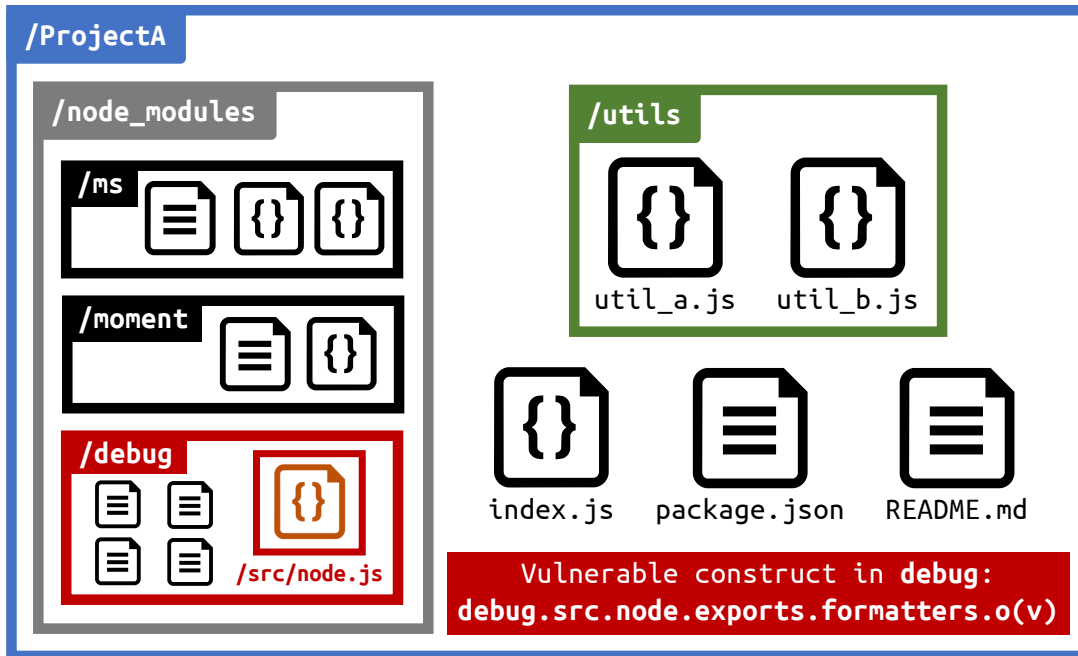 /ProjectA
/node_modules
/ms
/moment
/debug
/src/node.js
/utils
util_a.js
util_b.js
index.js
package.json
README.md
Vulnerable construct in debug:
debug.src.node.exports.formatters.o(v)